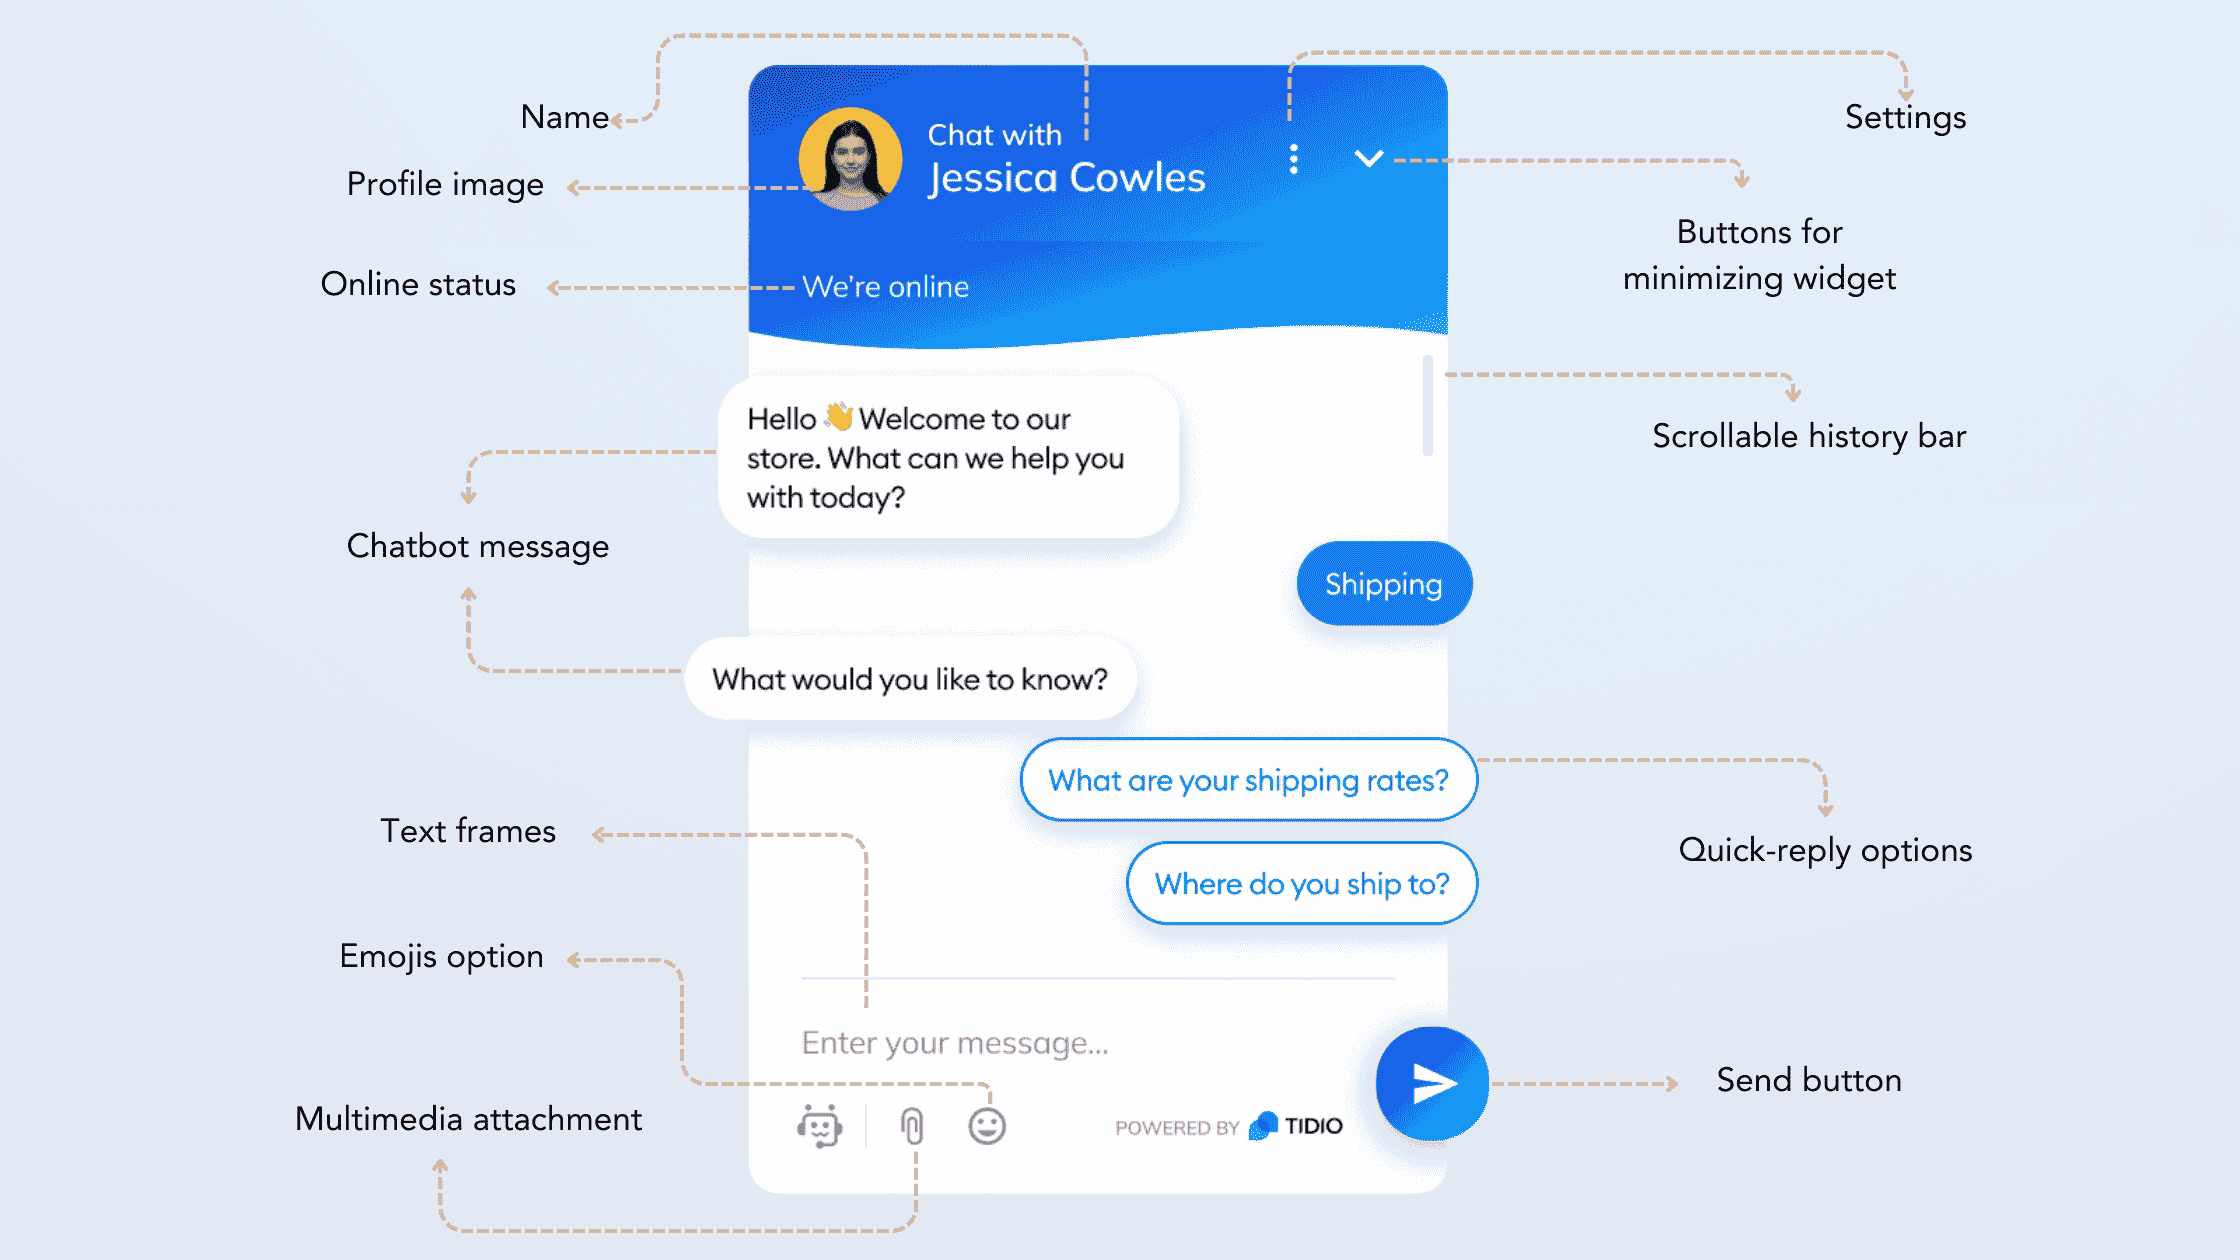 Name
Settings
Chat with
Jessica Cowles
Profile image
Buttons for
minimizing widget
Online status
We're online
Hello 👋 Welcome to our
store. What can we help you
with today?
Scrollable history bar
Chatbot message
Shipping
What would you like to know?
What are your shipping rates?
Text frames
Quick-reply options
Where do you ship to?
Emojis option
Enter your message...
Send button
Multimedia attachment
POWERED BY TIDIO